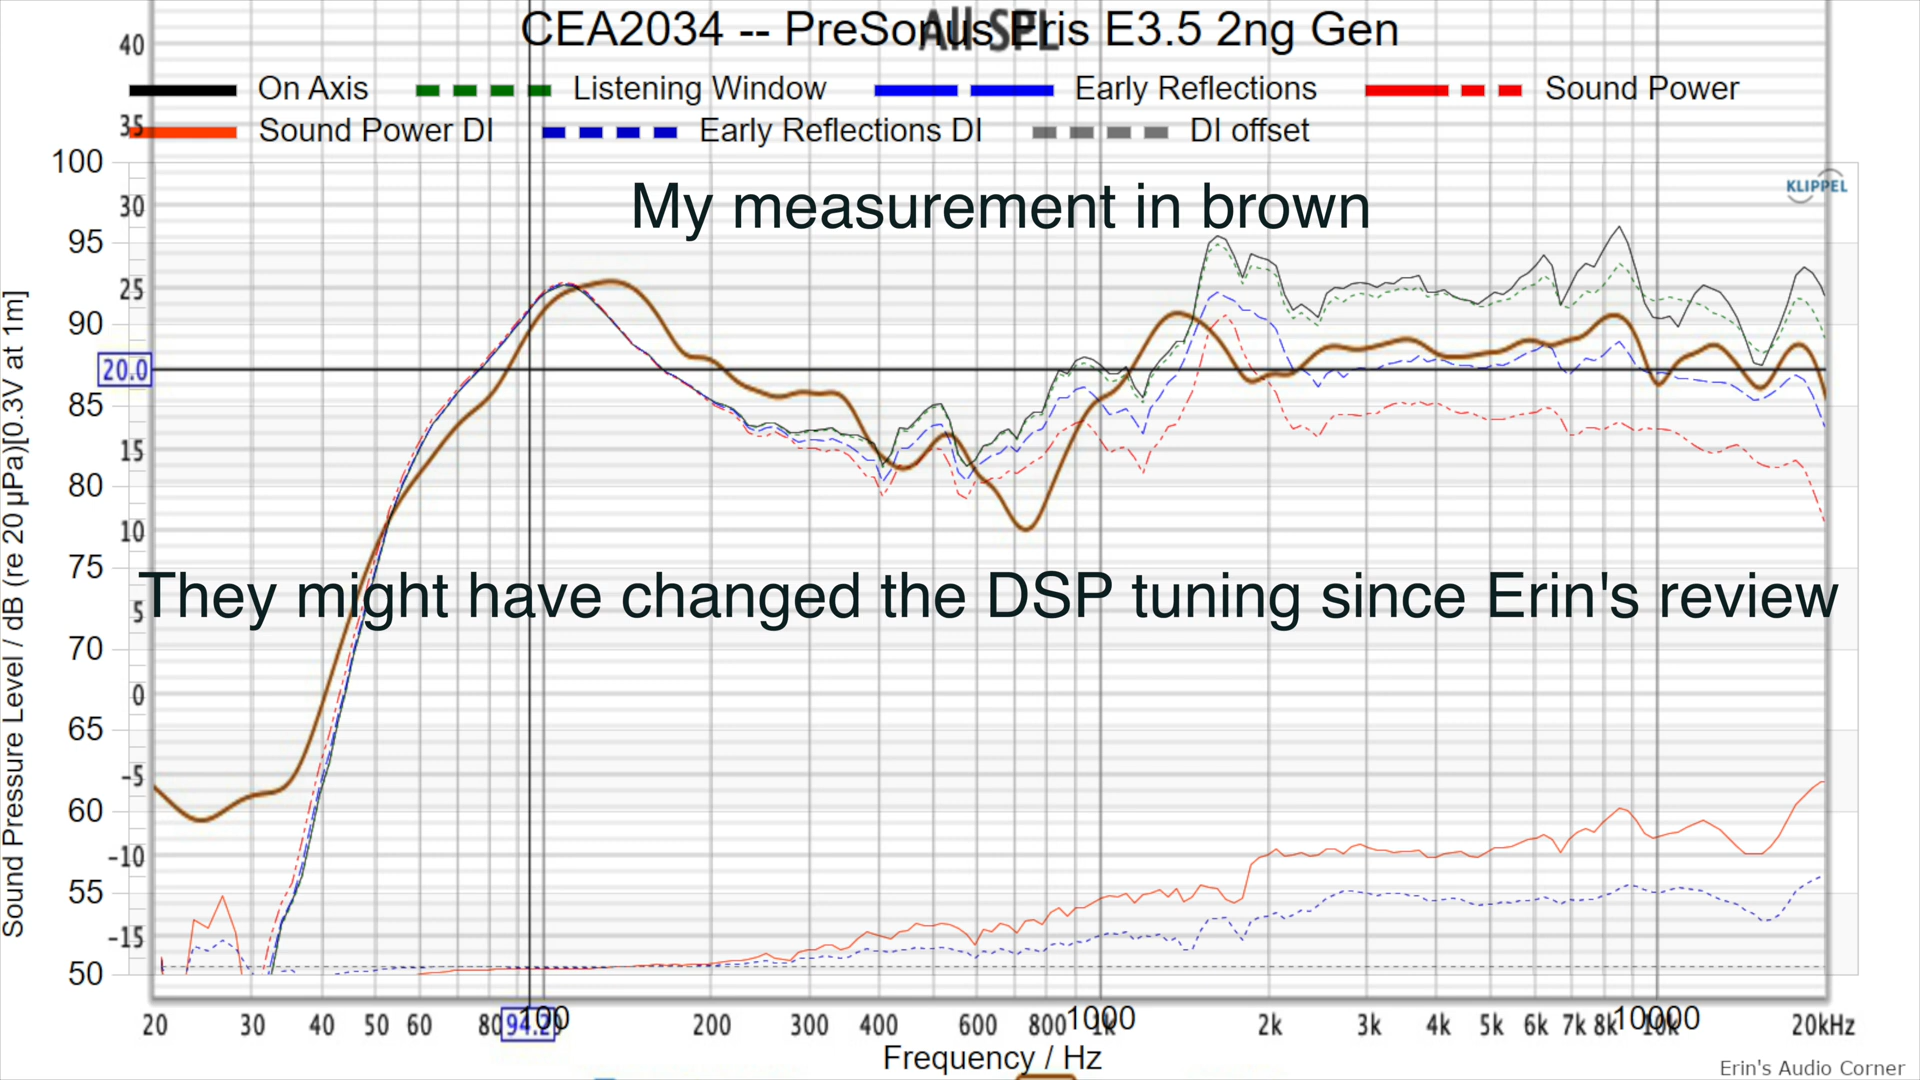 CEA2034 -- PreSonus Eris E3.5 2ng Gen
All SPL
On Axis Listening Window Early Reflections Sound Power
Sound Power DI Early Reflections DI DI offset
KLIPPEL
My measurement in brown
They might have changed the DSP tuning since Erin's review
Sound Pressure Level / dB (re 20 µPa)[0.3V at 1m]
100
95
90
85
80
75
70
65
60
55
50
40
35
30
25
20.0
15
10
5
0
-5
-10
-15
20 30 40 50 60 80 94.2 200 300 400 600 800 1k 2k 3k 4k 5k 6k 7k 8k 10k 20kHz
100 1000 10000
Frequency / Hz
Erin's Audio Corner